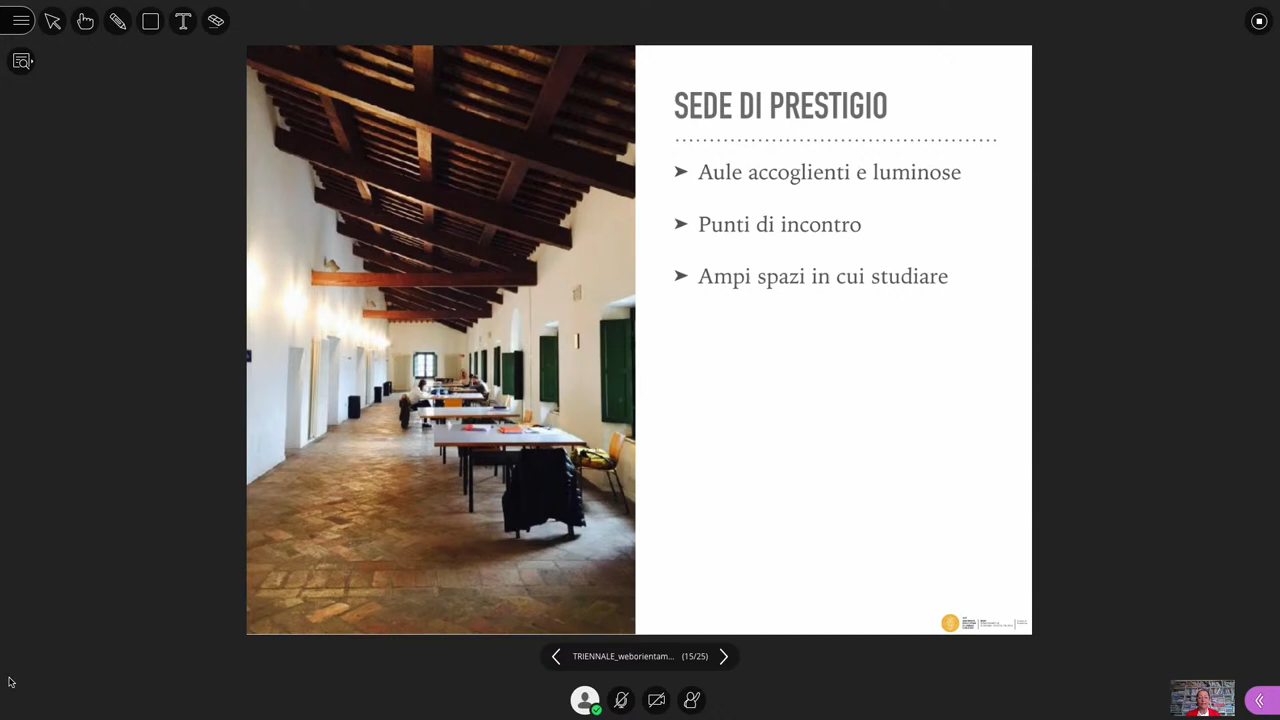 SEDE DI PRESTIGIO
➤ Aule accoglienti e luminose
➤ Punti di incontro
➤ Ampi spazi in cui studiare
TRIENNALE_weborientam... (15/25)